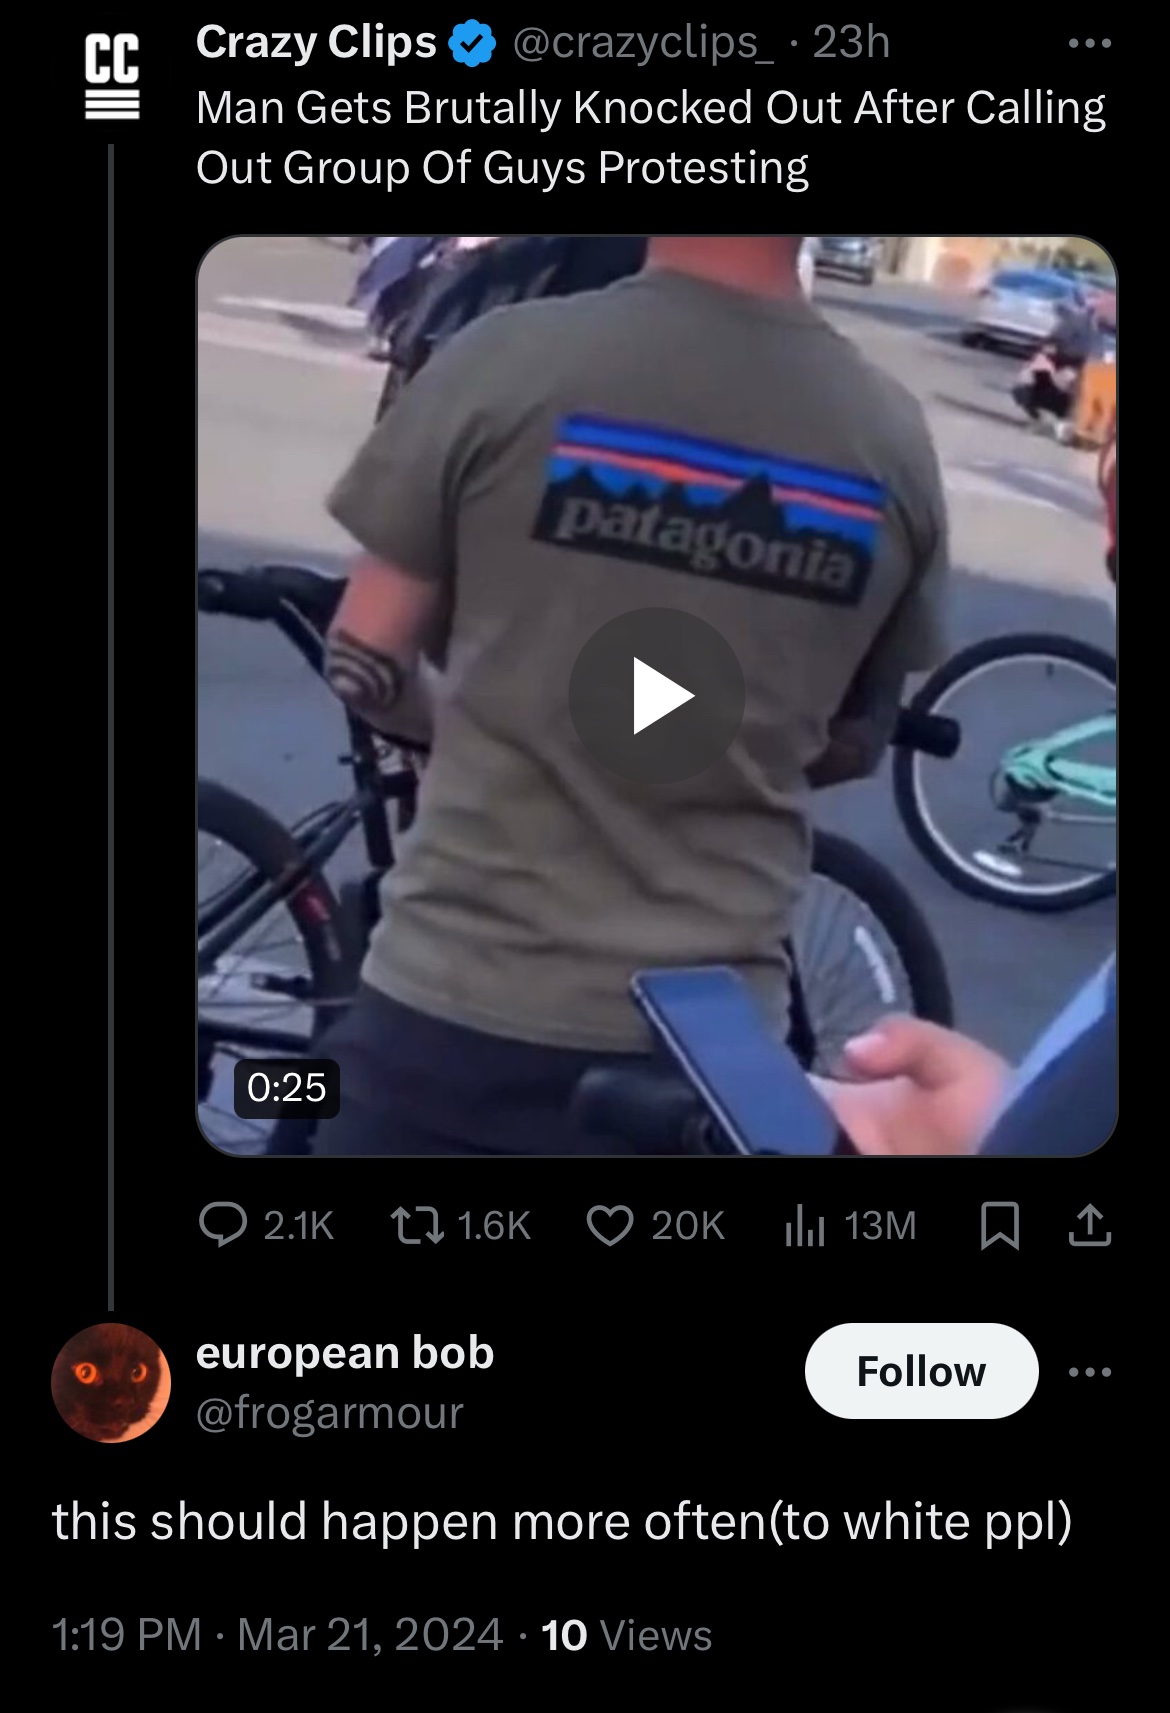 CC
Crazy Clips @crazyclips_ · 23h
Man Gets Brutally Knocked Out After Calling
Out Group Of Guys Protesting
patagonia
0:25
2.1K 1.6K 20K 13M
european bob
Follow
@frogarmour
this should happen more often(to white ppl)
1:19 PM · Mar 21, 2024 · 10 Views